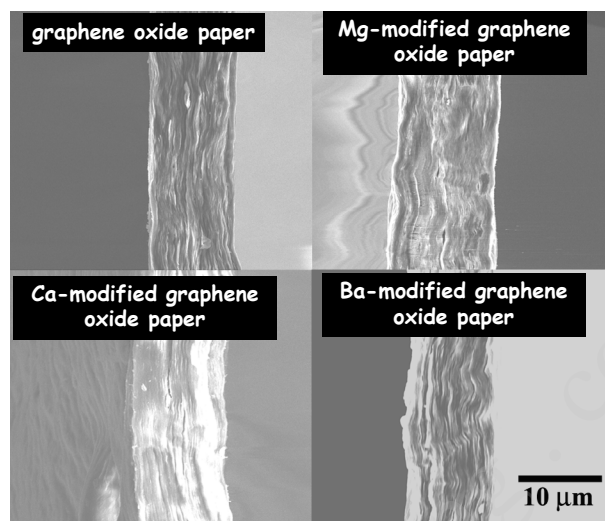 graphene oxide paper
Mg-modified graphene
oxide paper
Ca-modified graphene
oxide paper
Ba-modified graphene
oxide paper
10 μm